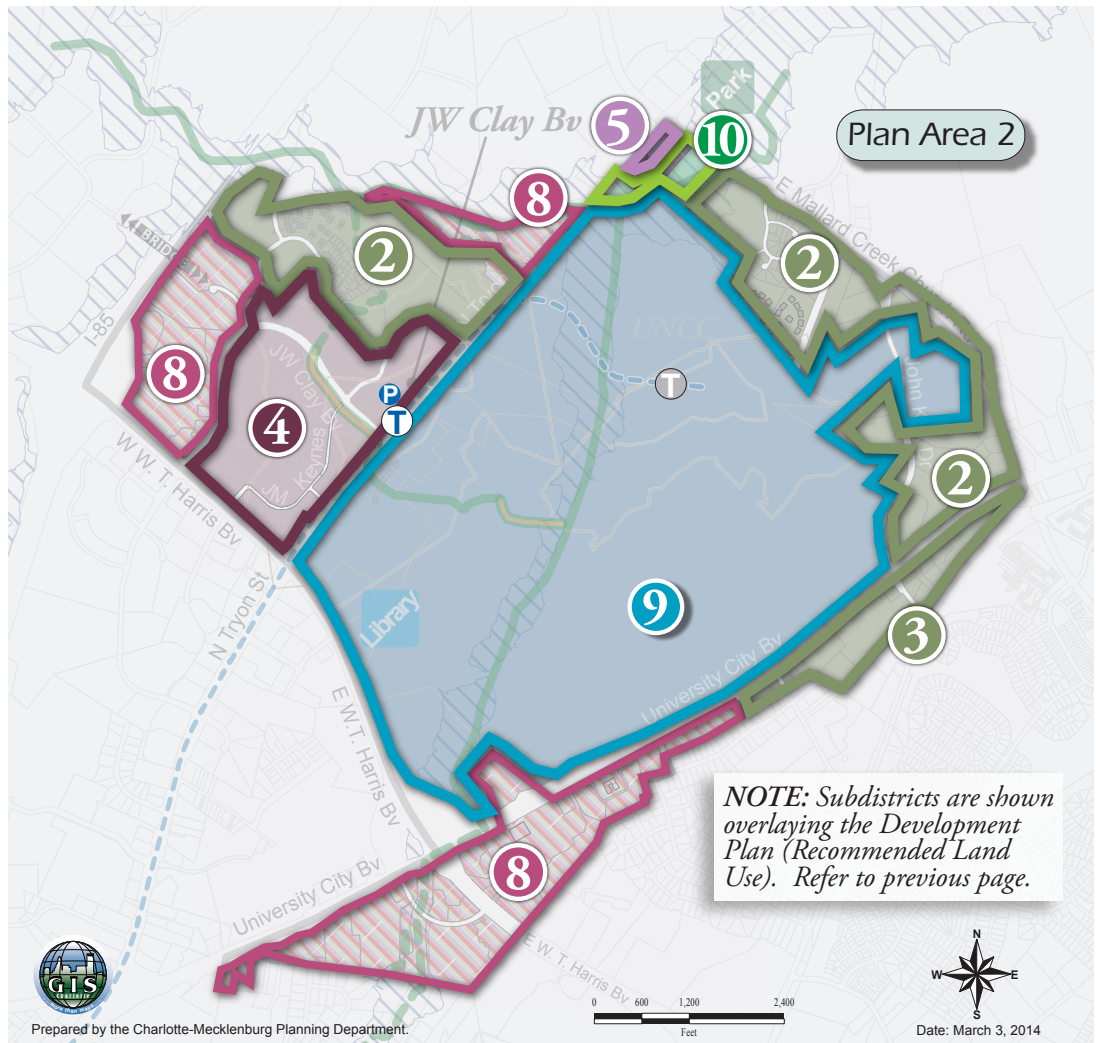 JW Clay Bv
Park
Plan Area 2
5
10
8
2
E Mallard Creek Church
2
BRIDGE
N Tryon
I-85
UNCC
8
JW Clay Bv
T
P
T
John K
4
Keynes
JM
2
W W. T. Harris Bv
N Tryon St
Library
9
3
University City Bv
E W.T. Harris Bv
NOTE: Subdistricts are shown
overlaying the Development
Plan (Recommended Land
Use). Refer to previous page.
8
University City Bv
E W. T. Harris Bv
N
W E
S
GIS
0 600 1,200 2,400
Feet
Prepared by the Charlotte-Mecklenburg Planning Department.
Date: March 3, 2014